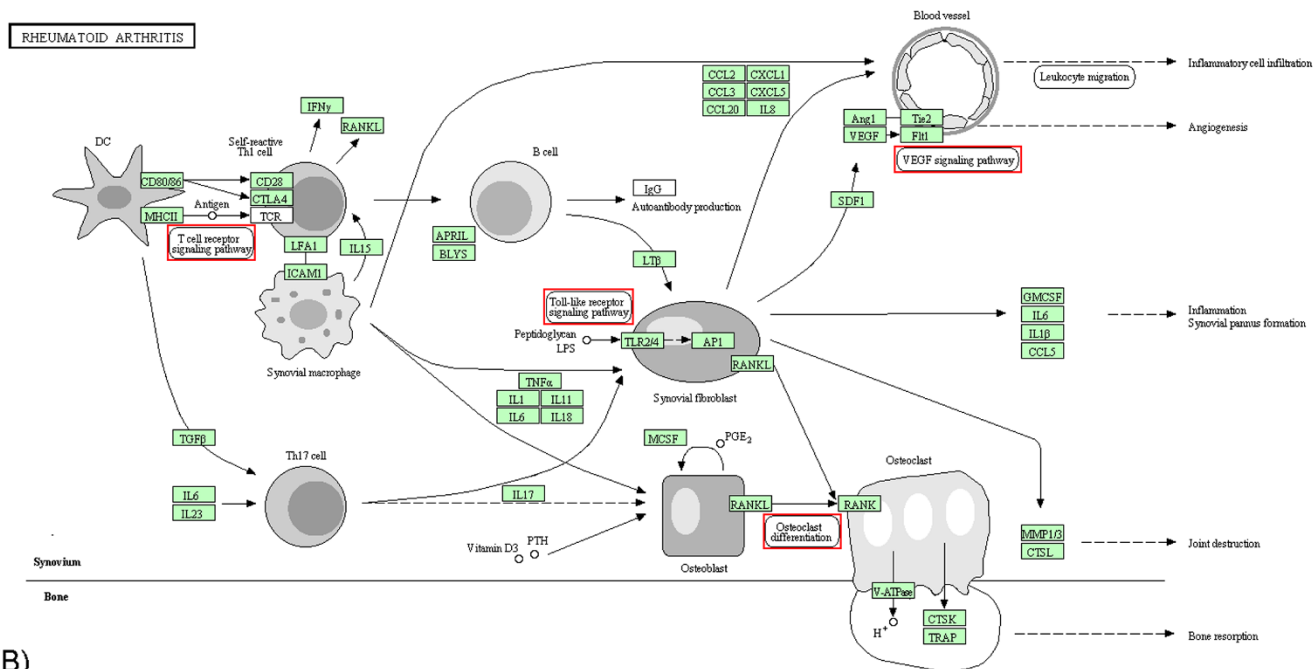 RHEUMATOID ARTHRITIS
Blood vessel
CCL2 CXCL1
CCL3 CXCL5
CCL20 IL8
Inflammatory cell infiltration
Leukocyte migration
IFNγ
RANKL
Ang1 Tie2
VEGF Flt1
Angiogenesis
VEGF signaling pathway
DC
Self-reactive
Th1 cell
B cell
CD80/86 CD28
CTLA4
Antigen
MHCII TCR
T cell receptor
signaling pathway
LFA1
IL15
ICAM1
IgG
Autoantibody production
SDF1
APRIL
BLYS
LTβ
Toll-like receptor
signaling pathway
Peptidoglycan
LPS
TLR2/4 AP1
RANKL
Synovial fibroblast
GMCSF
IL6
IL1β
CCL5
Inflammation
Synovial pannus formation
Synovial macrophage
TNFα
IL1 IL11
IL6 IL18
TGFβ
Th17 cell
IL6
IL23
IL17
MCSF
PGE2
Osteoclast
RANKL RANK
Osteoclast
differentiation
Vitamin D3 PTH
Osteoblast
MMP1/3
CTSL
Joint destruction
Synovium
Bone
V-ATPase
H+
CTSK
TRAP
Bone resorption
B)